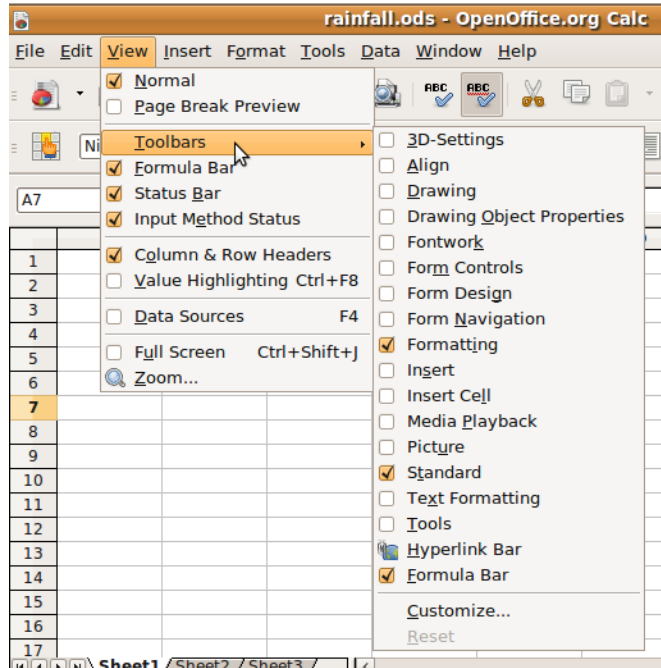 rainfall.ods - OpenOffice.org Calc
File Edit View Insert Format Tools Data Window Help
Normal
Page Break Preview
Toolbars
Formula Bar
Status Bar
Input Method Status
Column & Row Headers
Value Highlighting Ctrl+F8
Data Sources F4
Full Screen Ctrl+Shift+J
Zoom...
ABC ABC
Ni
A7
3D-Settings
Align
Drawing
Drawing Object Properties
Fontwork
Form Controls
Form Design
Form Navigation
Formatting
Insert
Insert Cell
Media Playback
Picture
Standard
Text Formatting
Tools
Hyperlink Bar
Formula Bar
Customize...
Reset
1
2
3
4
5
6
7
8
9
10
11
12
13
14
15
16
17
Sheet1 Sheet2 Sheet3